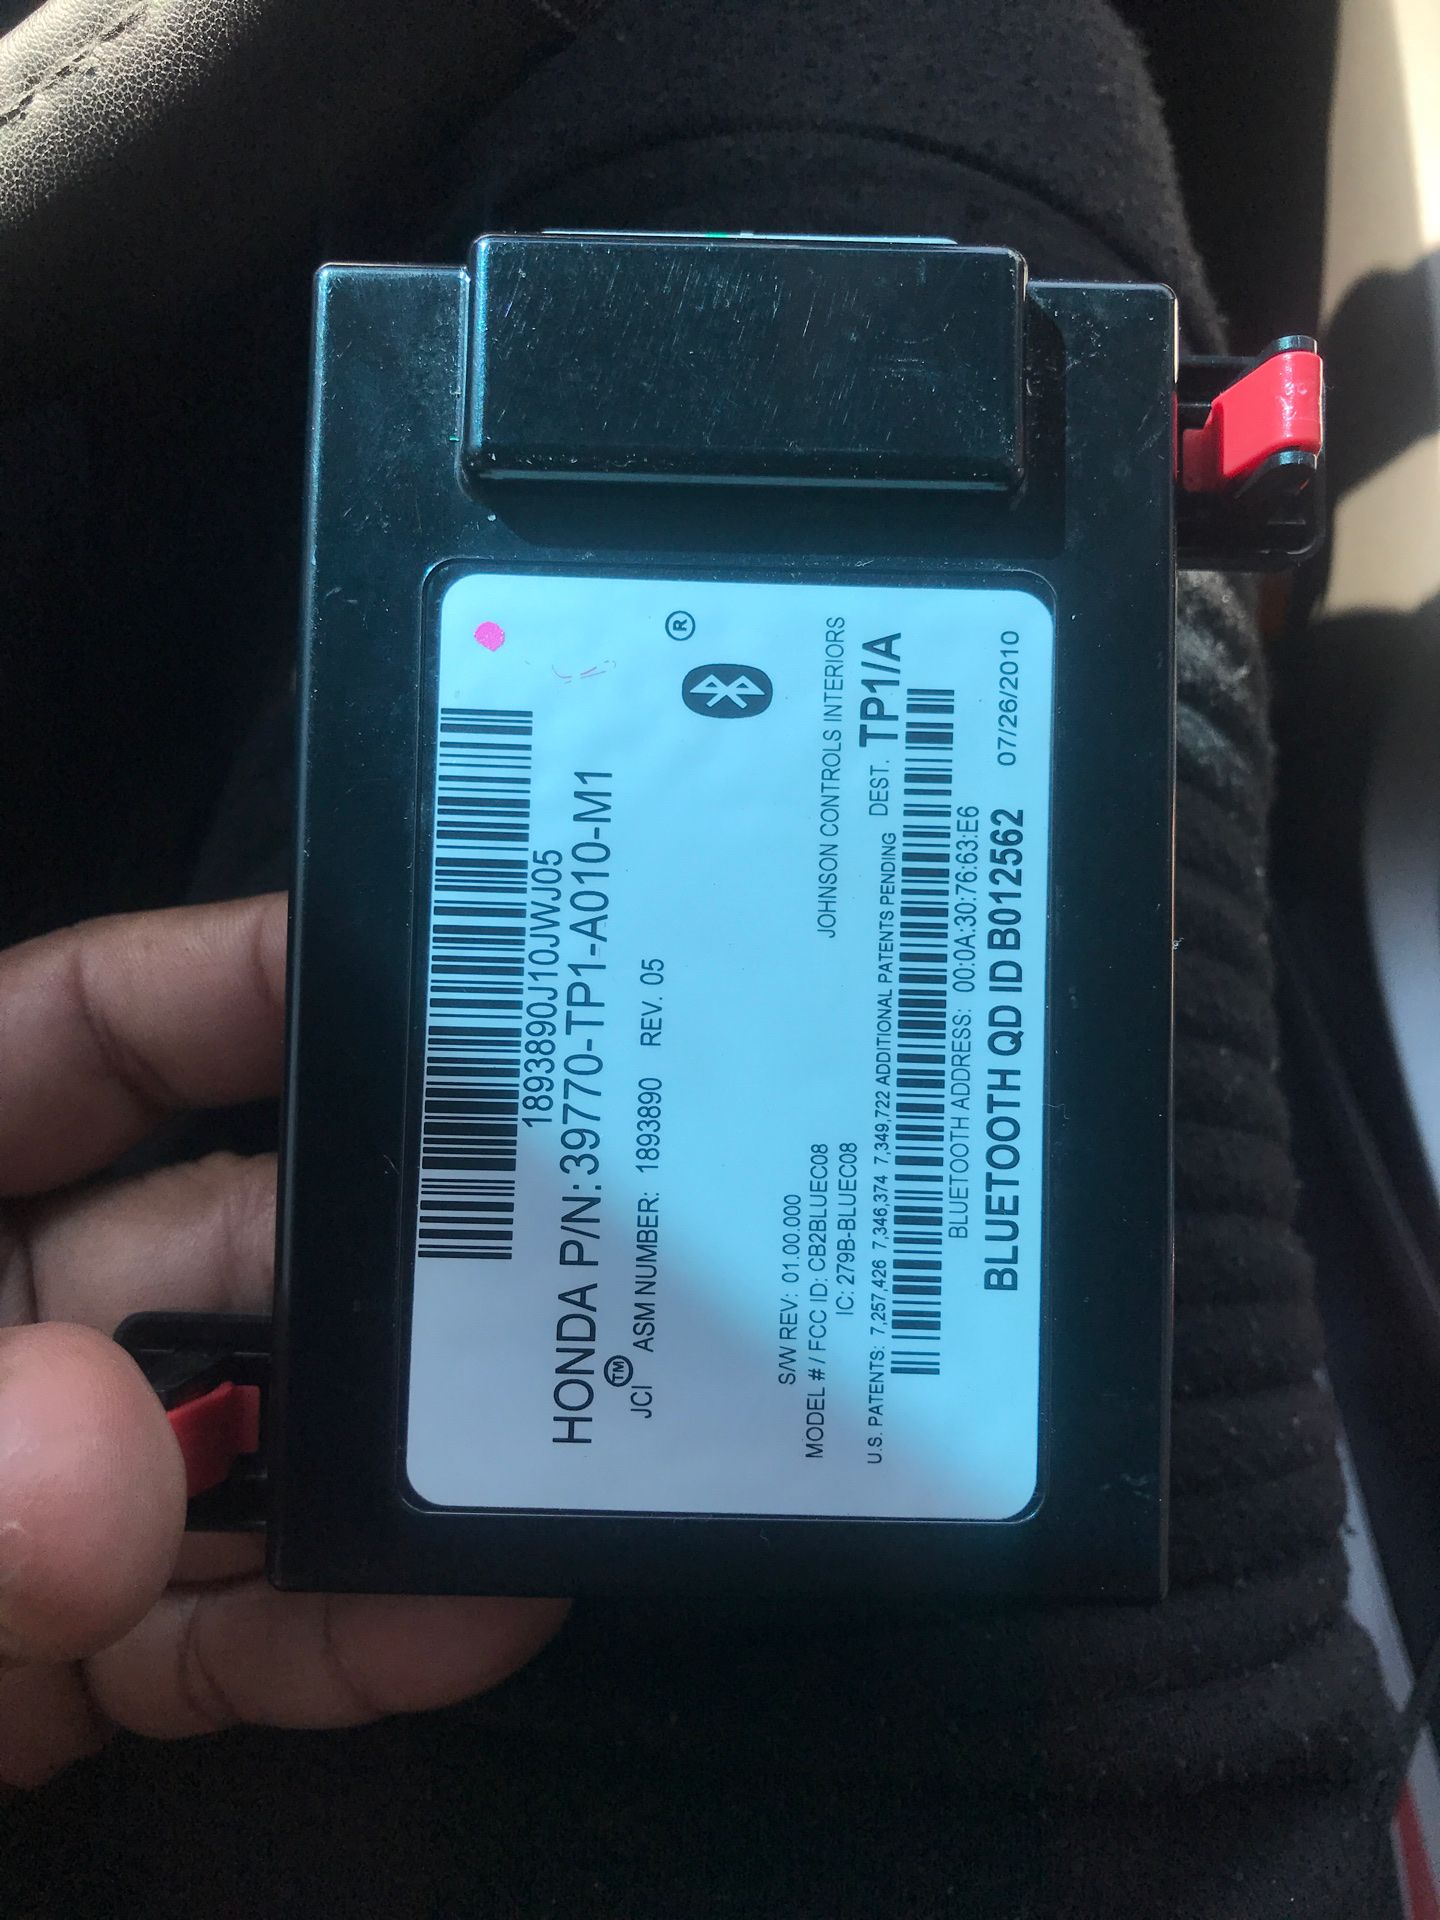 1893890J10JWJ05
HONDA P/N:39770-TP1-A010-M1
JCI™ ASM NUMBER: 1893890 REV. 05
®
S/W REV: 01.00.000
MODEL # / FCC ID: CB2BLUEC08
JOHNSON CONTROLS INTERIORS
IC: 279B-BLUEC08
DEST. TP1/A
U.S. PATENTS: 7,257,426 7,346,374 7,349,722 ADDITIONAL PATENTS PENDING
BLUETOOTH ADDRESS: 00:0A:30:76:63:E6
BLUETOOTH QD ID B012562 07/26/2010